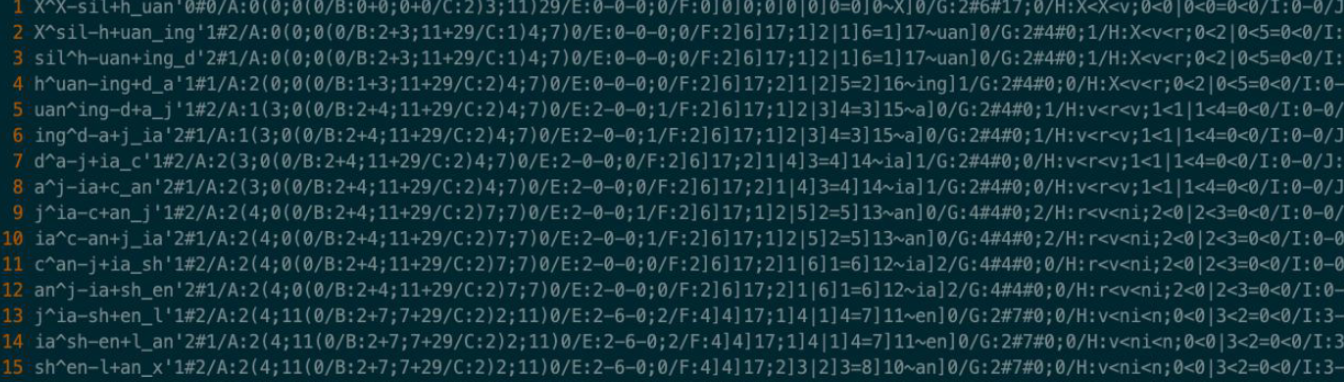 1 X^X-sil+h_uan'0#0/A:0(0;0(0/B:0+0;0+0/C:2)3;11)29/E:0-0-0;0/F:0]0]0;0]0|0]0=0]0~X]0/G:2#6#17;0/H:X<X<v;0<0|0<0=0<0/I:0-0/J
2 X^sil-h+uan_ing'1#2/A:0(0;0(0/B:2+3;11+29/C:1)4;7)0/E:0-0-0;0/F:2]6]17;1]2|1]6=1]17~uan]0/G:2#4#0;1/H:X<v<r;0<2|0<5=0<0/I:
3 sil^h-uan+ing_d'2#1/A:0(0;0(0/B:2+3;11+29/C:1)4;7)0/E:0-0-0;0/F:2]6]17;1]2|1]6=1]17~uan]0/G:2#4#0;1/H:X<v<r;0<2|0<5=0<0/I:
4 h^uan-ing+d_a'1#1/A:2(0;0(0/B:1+3;11+29/C:2)4;7)0/E:0-0-0;0/F:2]6]17;2]1|2]5=2]16~ing]1/G:2#4#0;0/H:X<v<r;0<2|0<5=0<0/I:0
5 uan^ing-d+a_j'1#2/A:1(3;0(0/B:2+4;11+29/C:2)4;7)0/E:2-0-0;1/F:2]6]17;1]2|3]4=3]15~a]0/G:2#4#0;1/H:v<r<v;1<1|1<4=0<0/I:0-0
6 ing^d-a+j_ia'2#1/A:1(3;0(0/B:2+4;11+29/C:2)4;7)0/E:2-0-0;1/F:2]6]17;1]2|3]4=3]15~a]0/G:2#4#0;1/H:v<r<v;1<1|1<4=0<0/I:0-0/
7 d^a-j+ia_c'1#2/A:2(3;0(0/B:2+4;11+29/C:2)4;7)0/E:2-0-0;0/F:2]6]17;2]1|4]3=4]14~ia]1/G:2#4#0;0/H:v<r<v;1<1|1<4=0<0/I:0-0/J
8 a^j-ia+c_an'2#1/A:2(3;0(0/B:2+4;11+29/C:2)4;7)0/E:2-0-0;0/F:2]6]17;2]1|4]3=4]14~ia]1/G:2#4#0;0/H:v<r<v;1<1|1<4=0<0/I:0-0/
9 j^ia-c+an_j'1#2/A:2(4;0(0/B:2+4;11+29/C:2)7;7)0/E:2-0-0;1/F:2]6]17;1]2|5]2=5]13~an]0/G:4#4#0;2/H:r<v<ni;2<0|2<3=0<0/I:0-0
10 ia^c-an+j_ia'2#1/A:2(4;0(0/B:2+4;11+29/C:2)7;7)0/E:2-0-0;1/F:2]6]17;1]2|5]2=5]13~an]0/G:4#4#0;2/H:r<v<ni;2<0|2<3=0<0/I:0-
11 c^an-j+ia_sh'1#2/A:2(4;0(0/B:2+4;11+29/C:2)7;7)0/E:2-0-0;0/F:2]6]17;2]1|6]1=6]12~ia]2/G:4#4#0;0/H:r<v<ni;2<0|2<3=0<0/I:0
12 an^j-ia+sh_en'2#1/A:2(4;0(0/B:2+4;11+29/C:2)7;7)0/E:2-0-0;0/F:2]6]17;2]1|6]1=6]12~ia]2/G:4#4#0;0/H:r<v<ni;2<0|2<3=0<0/I:0-
13 j^ia-sh+en_l'1#2/A:2(4;11(0/B:2+7;7+29/C:2)2;11)0/E:2-6-0;2/F:4]4]17;1]4|1]4=7]11~en]0/G:2#7#0;0/H:v<ni<n;0<0|3<2=0<0/I:3-
14 ia^sh-en+l_an'2#1/A:2(4;11(0/B:2+7;7+29/C:2)2;11)0/E:2-6-0;2/F:4]4]17;1]4|1]4=7]11~en]0/G:2#7#0;0/H:v<ni<n;0<0|3<2=0<0/I:3
15 sh^en-l+an_x'1#2/A:2(4;11(0/B:2+7;7+29/C:2)2;11)0/E:2-6-0;0/F:4]4]17;2]3|2]3=8]10~an]0/G:2#7#0;0/H:v<ni<n;0<0|3<2=0<0/I:3-